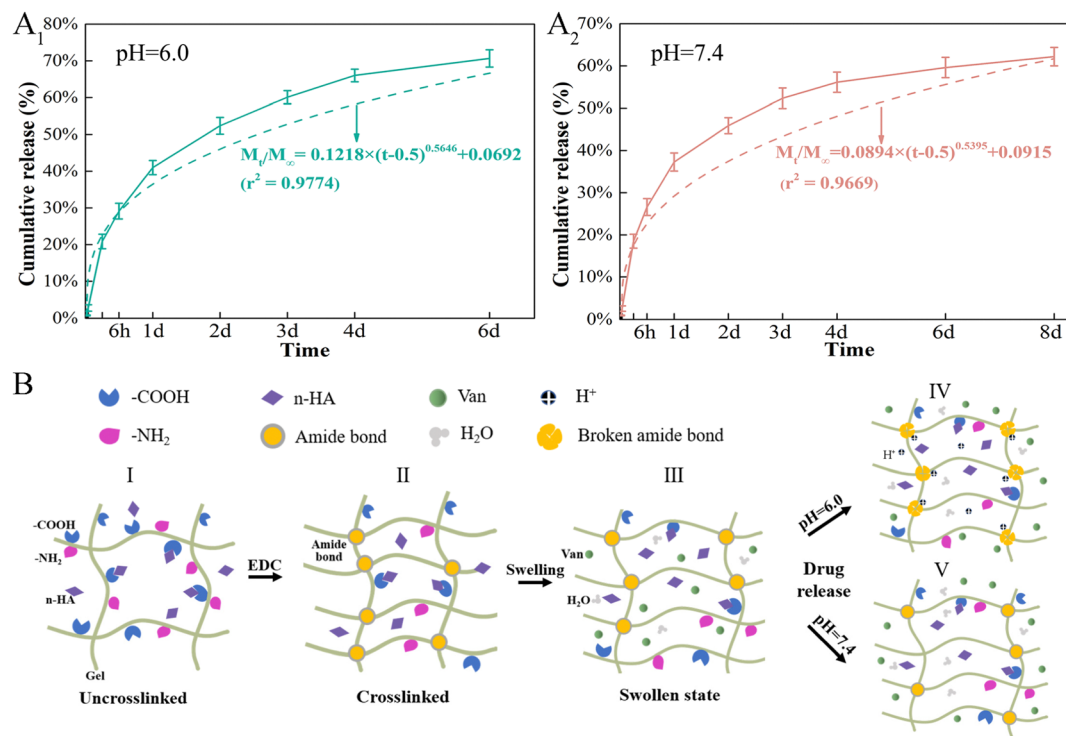 A1
pH=6.0
Cumulative release (%)
80%
70%
60%
50%
40%
30%
20%
10%
0%
Mt/M∞= 0.1218×(t-0.5)^0.5646+0.0692
(r² = 0.9774)
6h 1d 2d 3d 4d 6d
Time
A2
pH=7.4
Cumulative release (%)
70%
60%
50%
40%
30%
20%
10%
0%
Mt/M∞=0.0894×(t-0.5)^0.5395+0.0915
(r² = 0.9669)
6h 1d 2d 3d 4d 6d 8d
Time
B
-COOH n-HA Van H⁺
-NH₂ Amide bond H₂O Broken amide bond
I
-COOH
-NH₂
n-HA
Gel
Uncrosslinked
EDC
II
Amide
bond
Crosslinked
Swelling
III
Van
H₂O
Swollen state
pH=6.0
Drug
release
pH=7.4
IV
H⁺
V